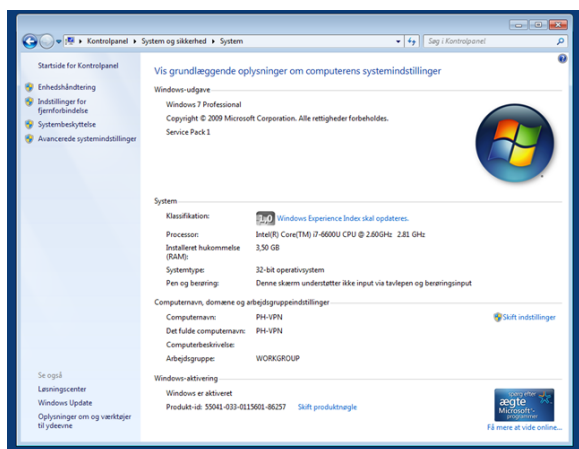 Kontrolpanel ▸ System og sikkerhed ▸ System
Søg i Kontrolpanel
Startside for Kontrolpanel
Enhedshåndtering
Indstillinger for
fjernforbindelse
Systembeskyttelse
Avancerede systemindstillinger
Vis grundlæggende oplysninger om computerens systemindstillinger
Windows-udgave
Windows 7 Professional
Copyright © 2009 Microsoft Corporation. Alle rettigheder forbeholdes.
Service Pack 1
System
Klassifikation:
1,0 Windows Experience Index skal opdateres.
Processor: Intel(R) Core(TM) i7-6600U CPU @ 2.60GHz 2.81 GHz
Installeret hukommelse
(RAM): 3,50 GB
Systemtype: 32-bit operativsystem
Pen og berøring: Denne skærm understøtter ikke input via tavlepen og berøringsinput
Computernavn, domæne og arbejdsgruppeindstillinger
Computernavn: PH-VPN
Skift indstillinger
Det fulde computernavn: PH-VPN
Computerbeskrivelse:
Arbejdsgruppe: WORKGROUP
Windows-aktivering
Windows er aktiveret
Produkt-id: 55041-033-0115601-86257 Skift produktnøgle
Spørg efter
ægte
Microsoft-
programmer
Få mere at vide online...
Se også
Løsningscenter
Windows Update
Oplysninger om og værktøjer
til ydeevne